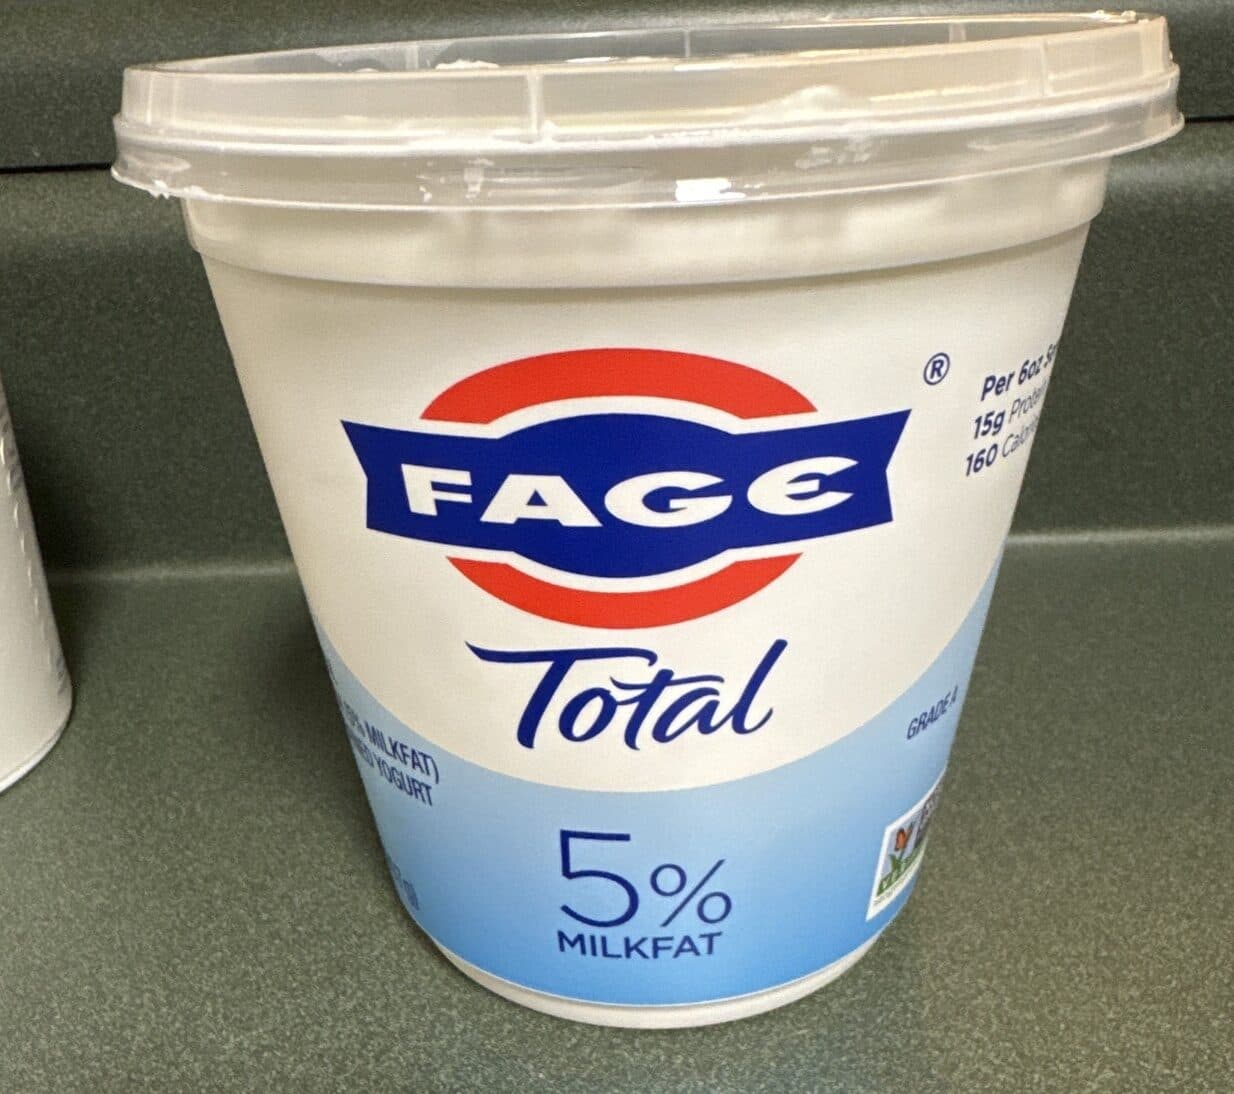 FAGE
®
Per 6oz
15g
160
Total
GRADE A
MILKFAT)
YOGURT
5%
MILKFAT